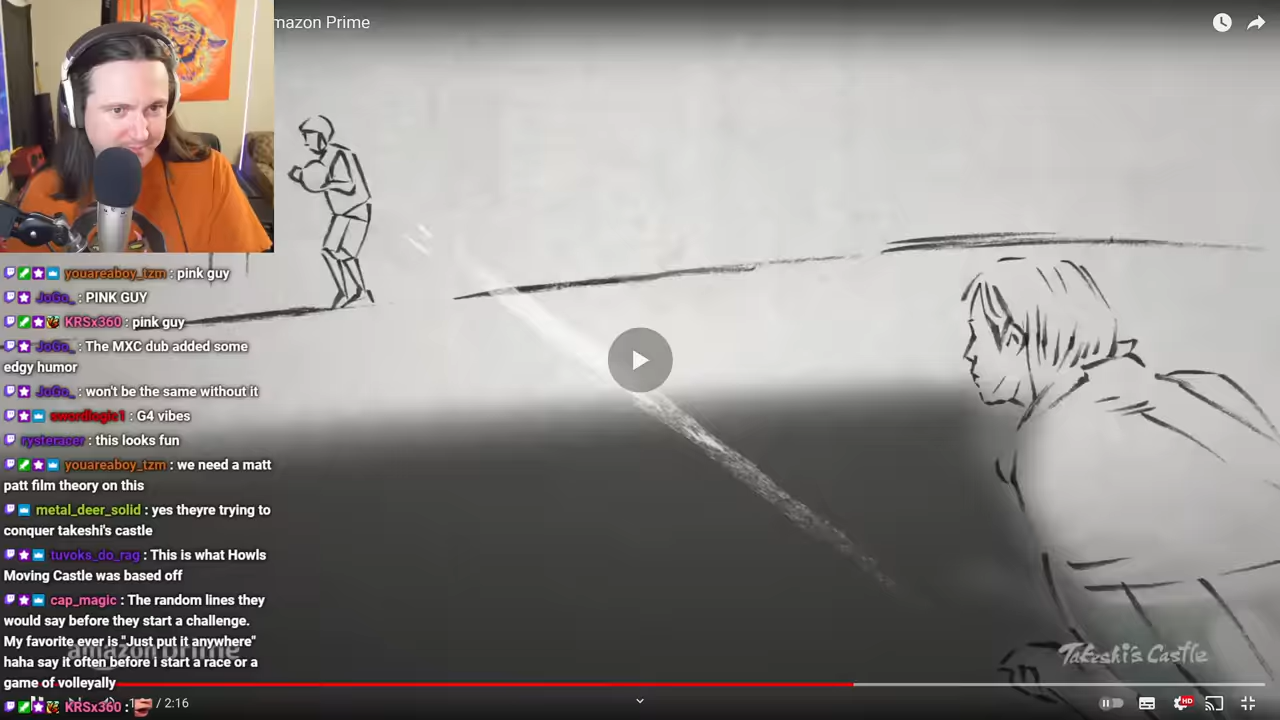 mazon Prime
youareaboy_tzm : pink guy
JoGo_ : PINK GUY
KRSx360 : pink guy
JoGo_ : The MXC dub added some
edgy humor
JoGo_ : won't be the same without it
swordlogic1 : G4 vibes
rysteracer : this looks fun
youareaboy_tzm : we need a matt
patt film theory on this
metal_deer_solid : yes theyre trying to
conquer takeshi's castle
tuvoks_do_rag : This is what Howls
Moving Castle was based off
cap_magic : The random lines they
would say before they start a challenge.
My favorite ever is "Just put it anywhere"
haha say it often before i start a race or a
game of volleyally
KRSx360 :
amazon prime
Takeshi's Castle
/ 2:16
HD